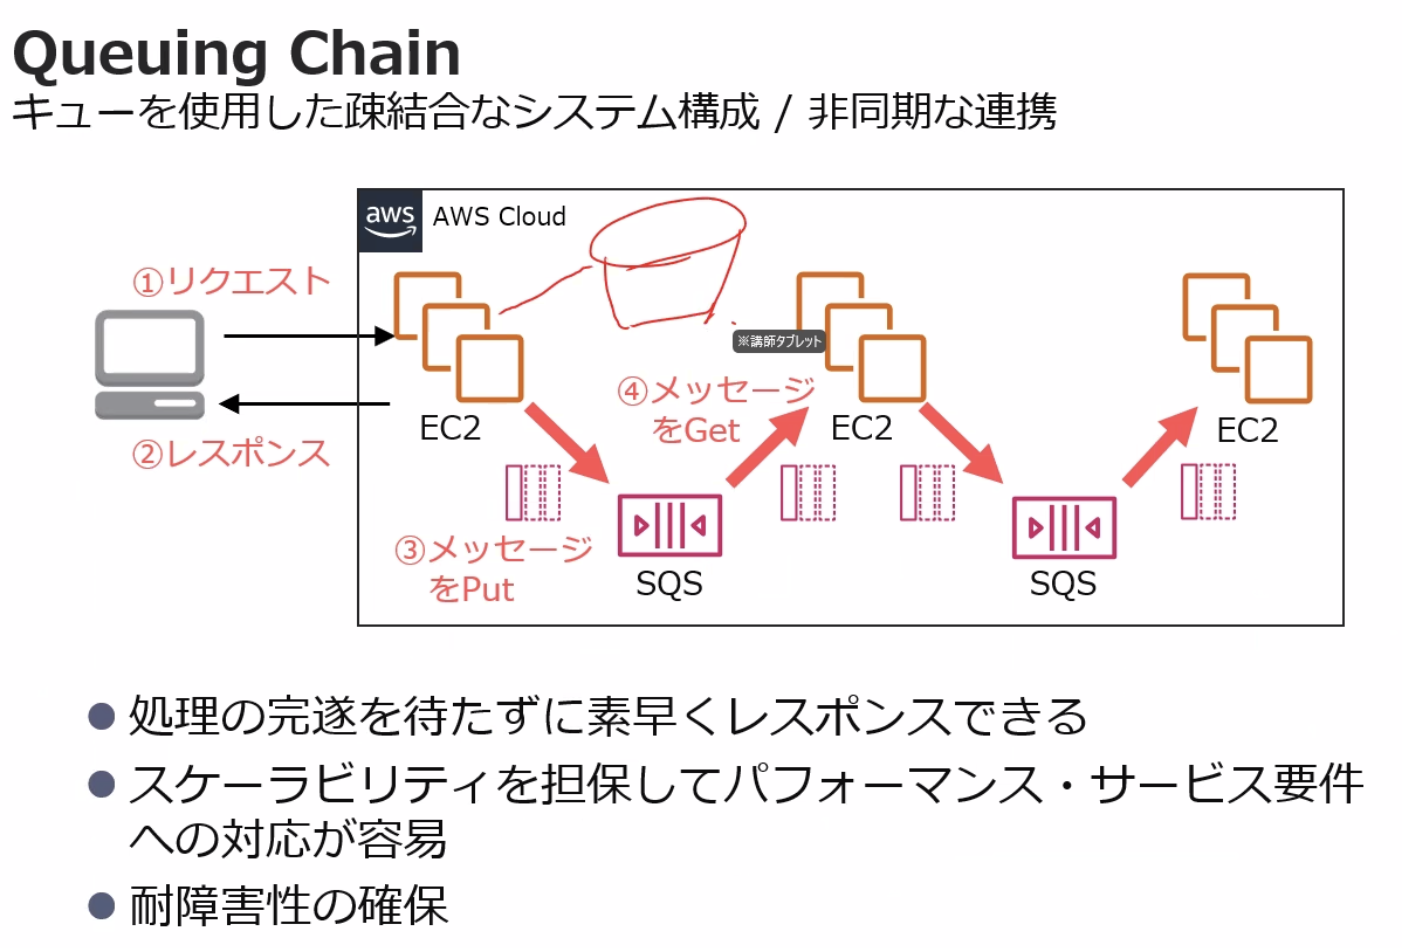 Queuing Chain
キューを使用した疎結合なシステム構成 / 非同期な連携
aws
AWS Cloud
①リクエスト
②レスポンス
EC2
③メッセージ
をPut
SQS
④メッセージ
をGet
※講師タブレット
EC2
SQS
EC2
処理の完遂を待たずに素早くレスポンスできる
スケーラビリティを担保してパフォーマンス・サービス要件
への対応が容易
耐障害性の確保